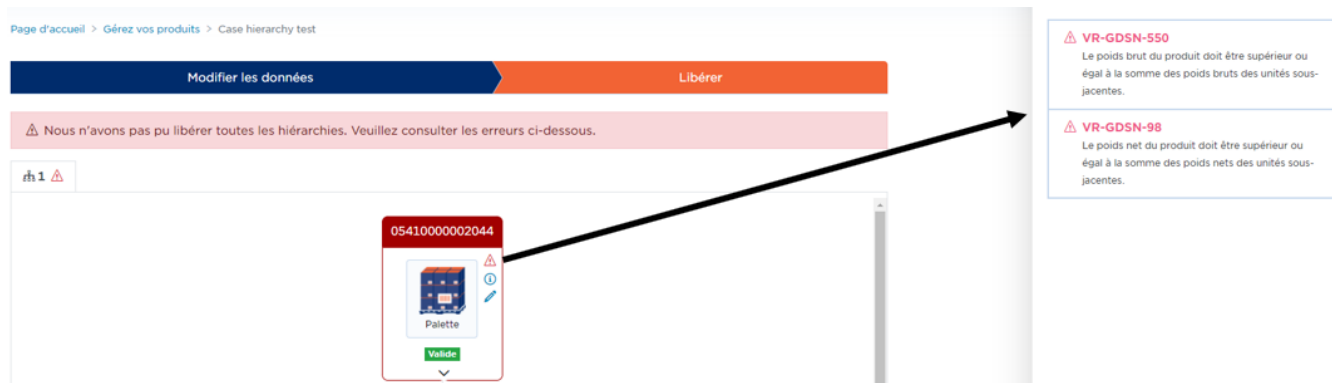 Page d'accueil > Gérez vos produits > Case hierarchy test
Modifier les données
Libérer
Nous n'avons pas pu libérer toutes les hiérarchies. Veuillez consulter les erreurs ci-dessous.
1
05410000002044
Palette
Valide
VR-GDSN-550
Le poids brut du produit doit être supérieur ou
égal à la somme des poids bruts des unités sous-
jacentes.
VR-GDSN-98
Le poids net du produit doit être supérieur ou
égal à la somme des poids nets des unités sous-
jacentes.